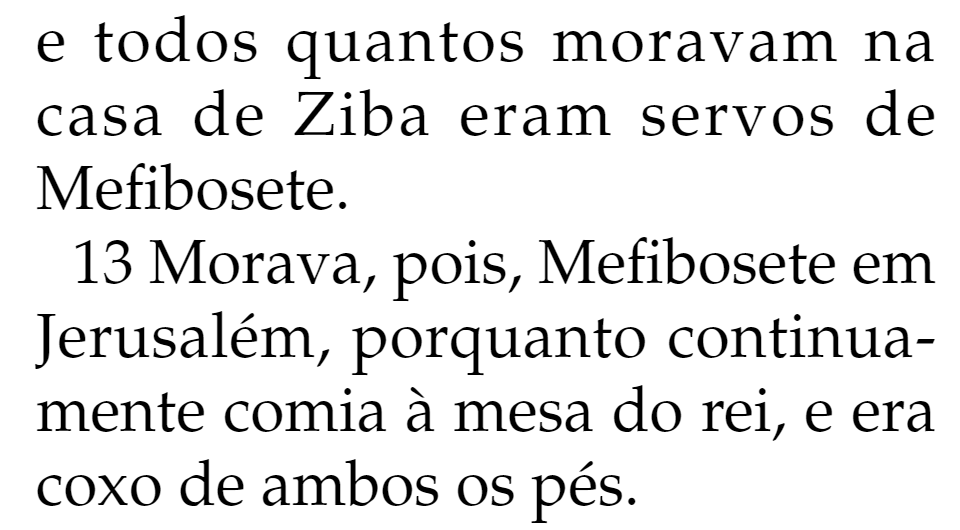 e todos quantos moravam na
casa de Ziba eram servos de
Mefibosete.
13 Morava, pois, Mefibosete em
Jerusalém, porquanto continua-
mente comia à mesa do rei, e era
coxo de ambos os pés.